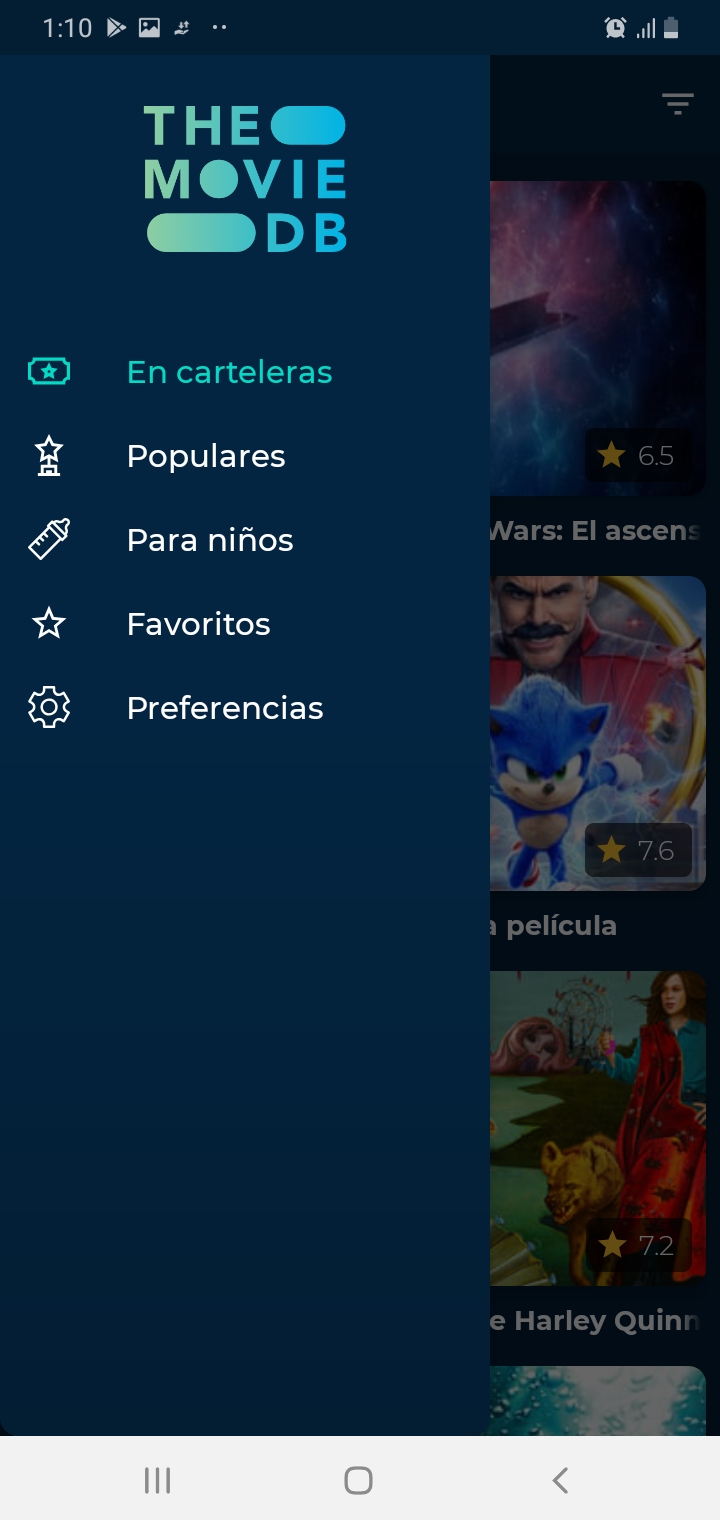 1:10
THE
MOVIE
DB
En carteleras
Populares
Para niños
Favoritos
Preferencias
6.5
Wars: El ascens
7.6
a película
7.2
e Harley Quinn